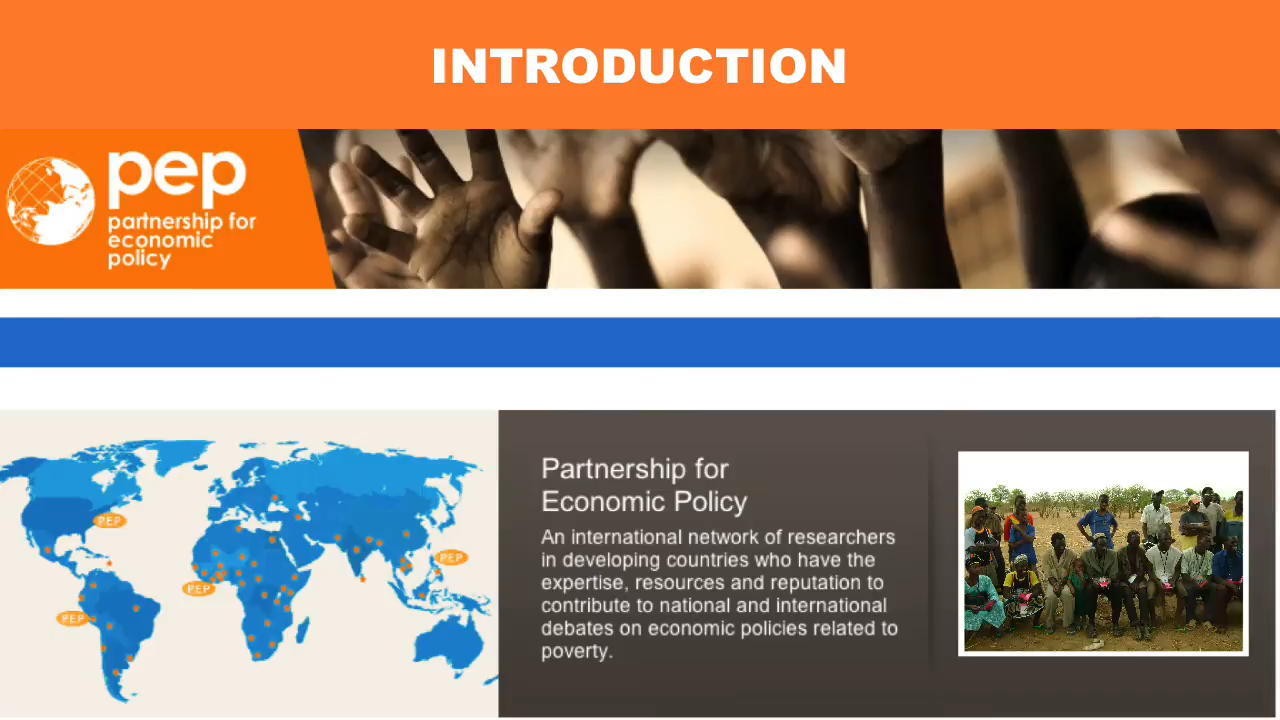 INTRODUCTION
pep
partnership for
economic
policy
PEP
PEP
PEP
PEP
Partnership for
Economic Policy
An international network of researchers
in developing countries who have the
expertise, resources and reputation to
contribute to national and international
debates on economic policies related to
poverty.